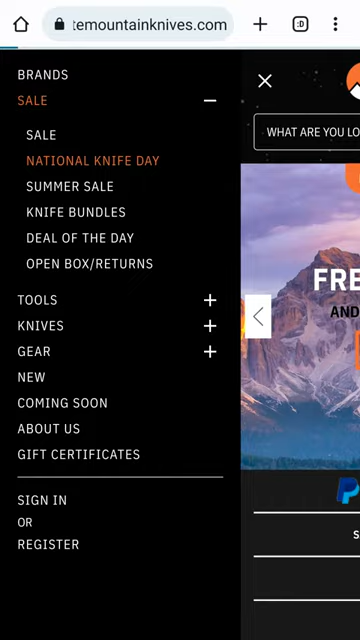 temountainknives.com
:D
BRANDS
SALE
SALE
NATIONAL KNIFE DAY
SUMMER SALE
KNIFE BUNDLES
DEAL OF THE DAY
OPEN BOX/RETURNS
TOOLS
KNIVES
GEAR
NEW
COMING SOON
ABOUT US
GIFT CERTIFICATES
SIGN IN
OR
REGISTER
WHAT ARE YOU LO
FRE
AND
S